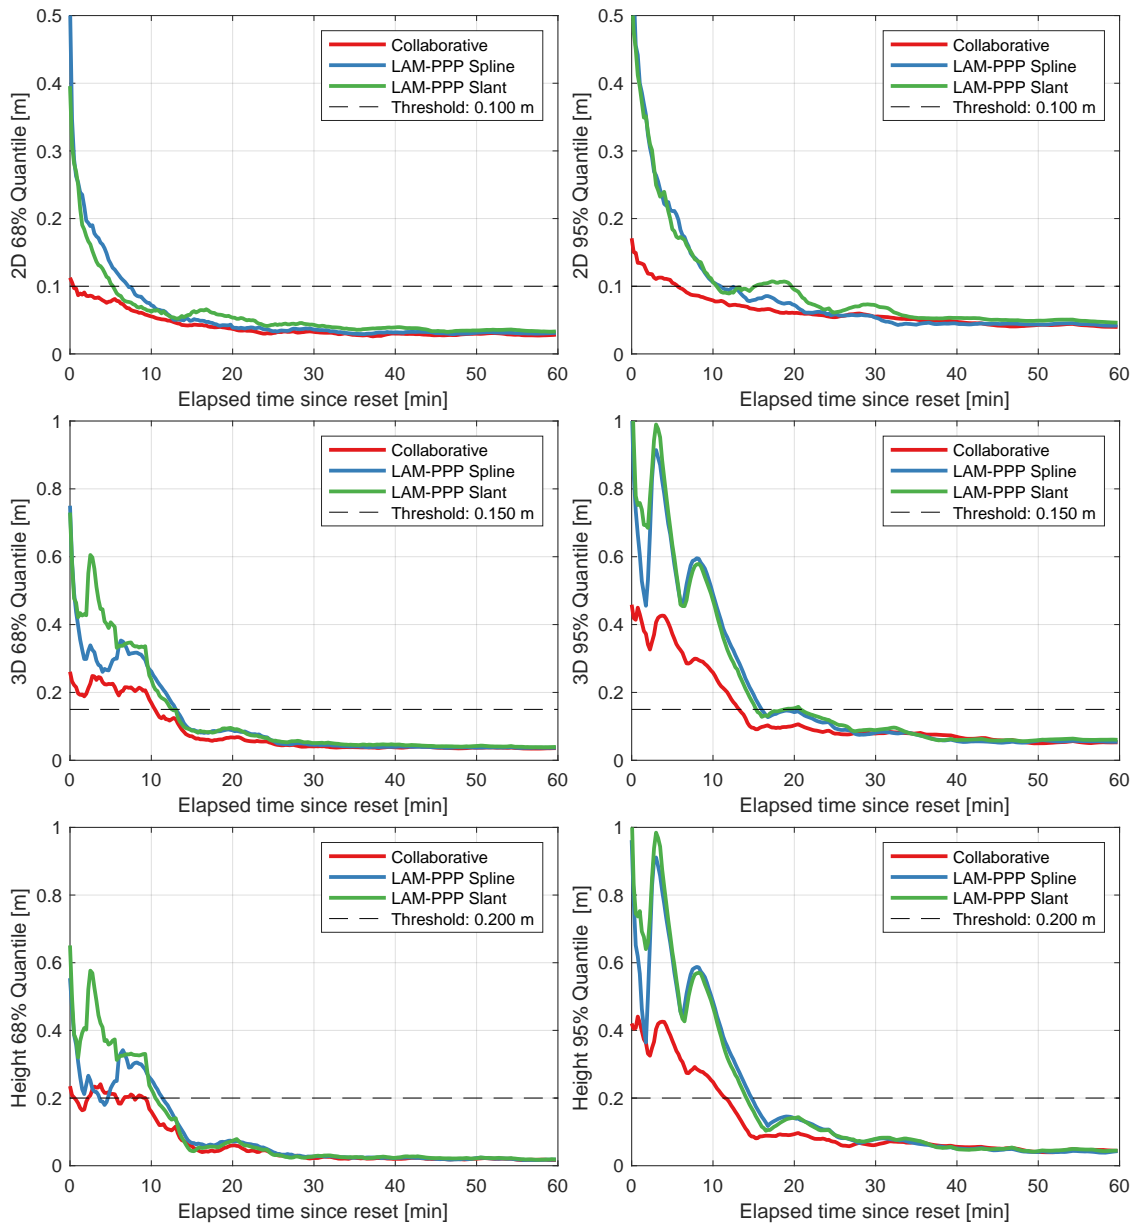 0.5
0.4
0.3
0.2
0.1
0
2D 68% Quantile [m]
Collaborative
LAM-PPP Spline
LAM-PPP Slant
Threshold: 0.100 m
0 10 20 30 40 50 60
Elapsed time since reset [min]
0.5
0.4
0.3
0.2
0.1
0
2D 95% Quantile [m]
Collaborative
LAM-PPP Spline
LAM-PPP Slant
Threshold: 0.100 m
0 10 20 30 40 50 60
Elapsed time since reset [min]
1
0.8
0.6
0.4
0.2
0
3D 68% Quantile [m]
Collaborative
LAM-PPP Spline
LAM-PPP Slant
Threshold: 0.150 m
0 10 20 30 40 50 60
Elapsed time since reset [min]
1
0.8
0.6
0.4
0.2
0
3D 95% Quantile [m]
Collaborative
LAM-PPP Spline
LAM-PPP Slant
Threshold: 0.150 m
0 10 20 30 40 50 60
Elapsed time since reset [min]
1
0.8
0.6
0.4
0.2
0
Height 68% Quantile [m]
Collaborative
LAM-PPP Spline
LAM-PPP Slant
Threshold: 0.200 m
0 10 20 30 40 50 60
Elapsed time since reset [min]
1
0.8
0.6
0.4
0.2
0
Height 95% Quantile [m]
Collaborative
LAM-PPP Spline
LAM-PPP Slant
Threshold: 0.200 m
0 10 20 30 40 50 60
Elapsed time since reset [min]